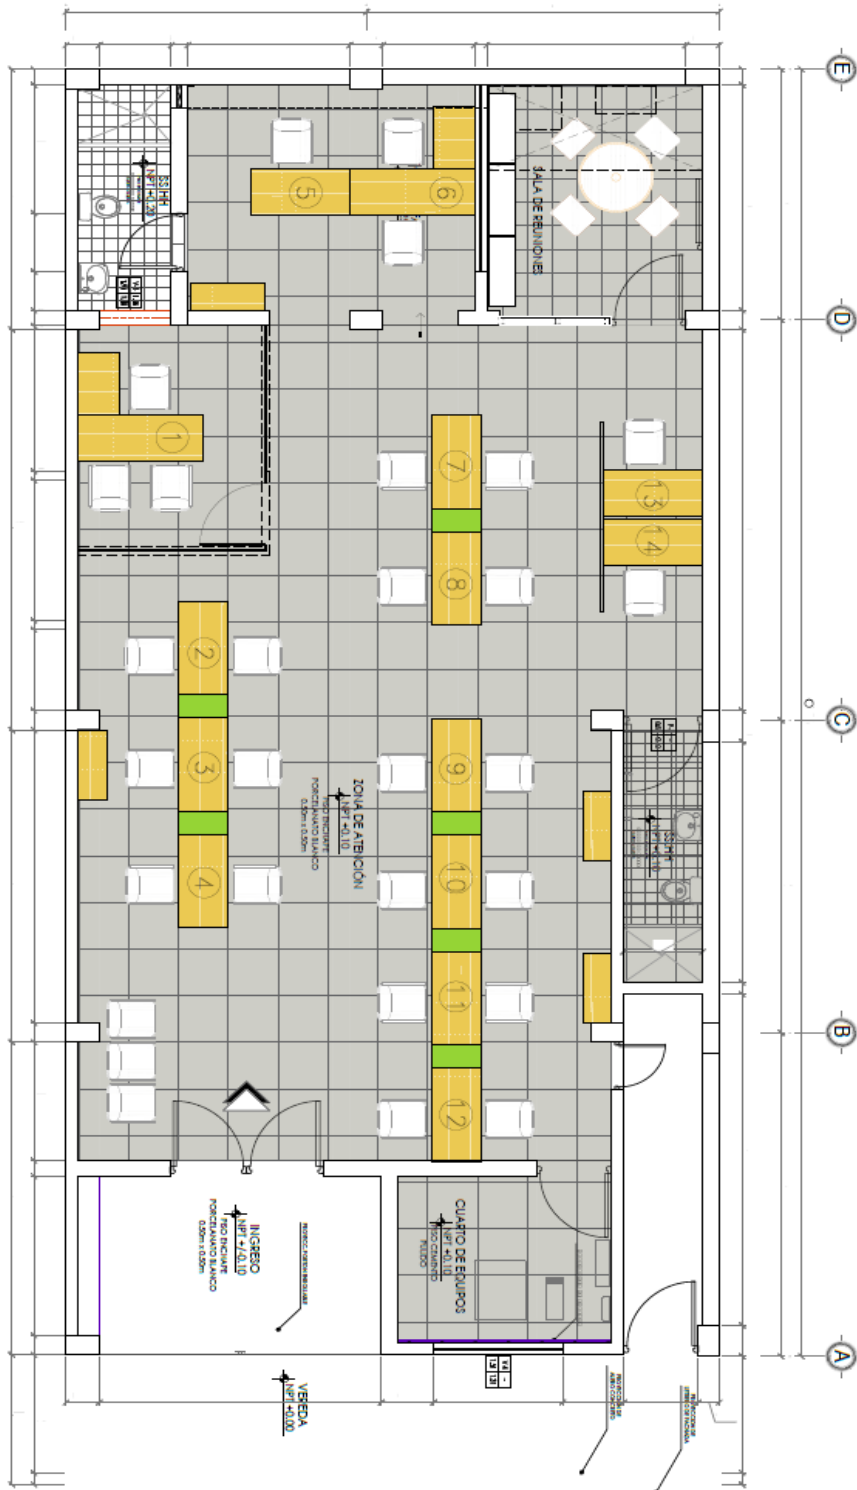 E
D
C
B
A
SS.HH
NPT +0.20
SALA DE REUNIONES
5
6
1
7
8
13
14
2
3
4
9
10
11
12
ZONA DE ATENCIÓN
NPT +0.10
PISO ENCHAPE
PORCELANATO BLANCO
0.50m x 0.50m
SS.HH
NPT +0.10
INGRESO
NPT +/-0.10
PISO ENCHAPE
PORCELANATO BLANCO
0.50m x 0.50m
CUARTO DE EQUIPOS
NPT +0.10
PISO CEMENTO
PULIDO
VEREDA
NPT +0.00